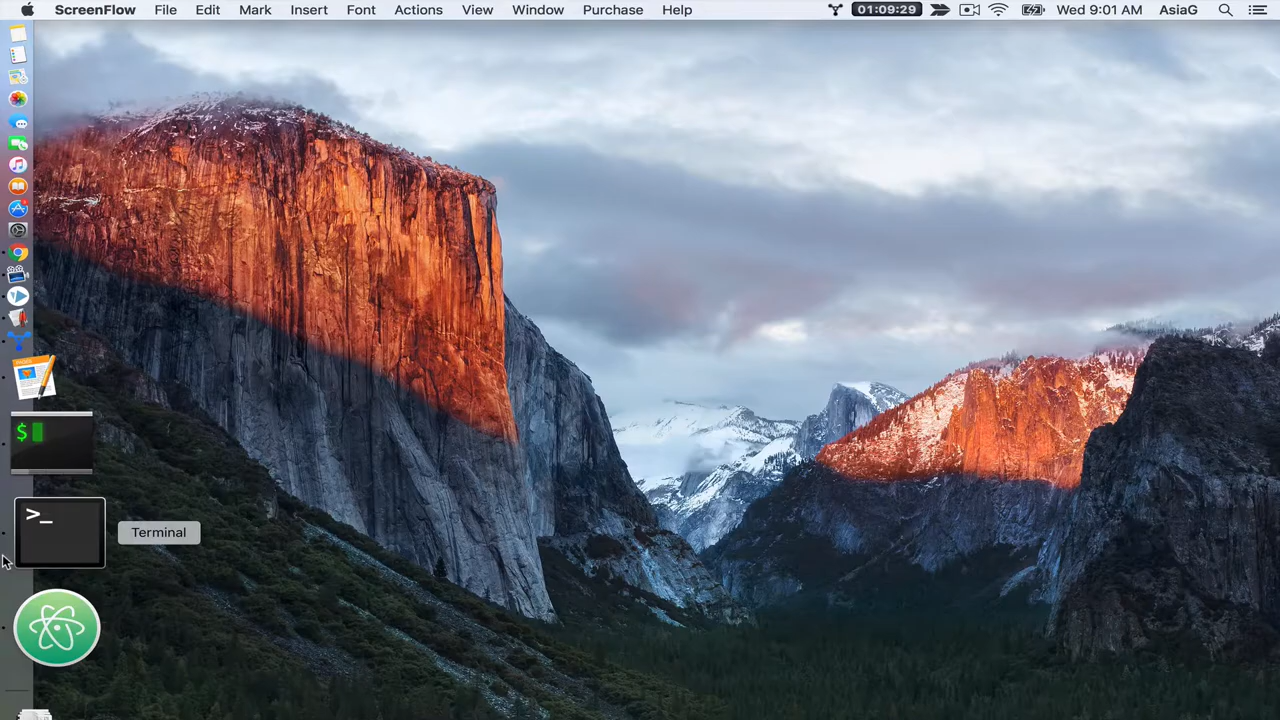 ScreenFlow File Edit Mark Insert Font Actions View Window Purchase Help 01:09:29 Wed 9:01 AM AsiaG
$
>_
Terminal